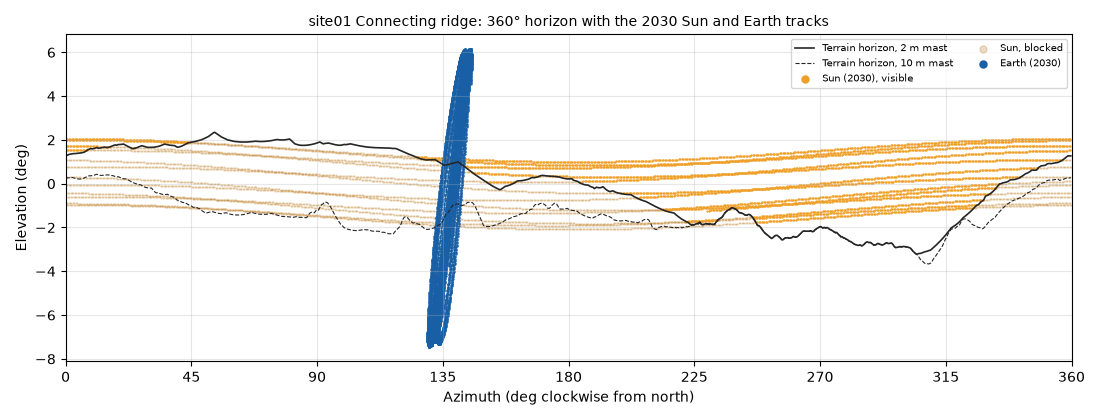 site01 Connecting ridge: 360° horizon with the 2030 Sun and Earth tracks
Terrain horizon, 2 m mast
Terrain horizon, 10 m mast
Sun (2030), visible
Sun, blocked
Earth (2030)
Elevation (deg)
6
4
2
0
−2
−4
−6
−8
0 45 90 135 180 225 270 315 360
Azimuth (deg clockwise from north)